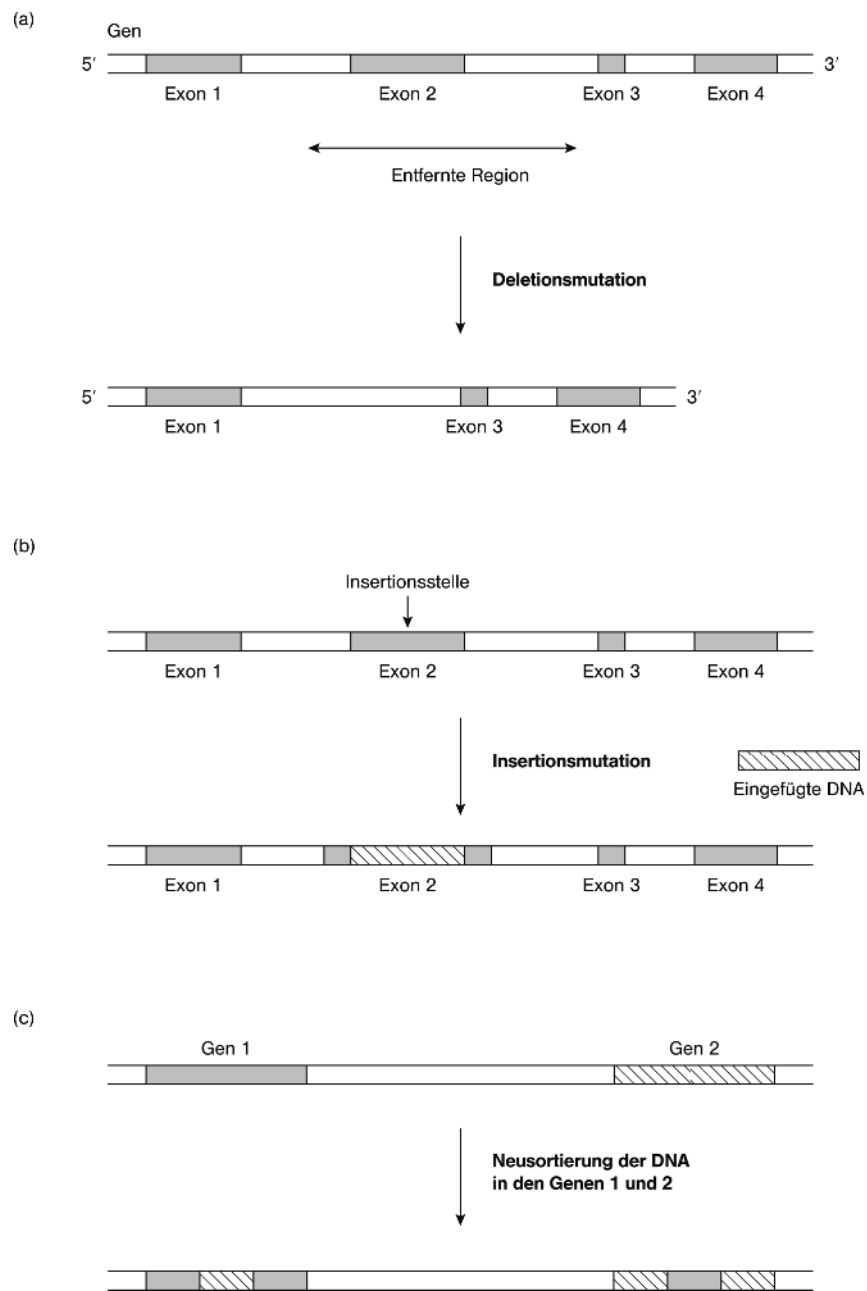 (a)
Gen
5′ 3′
Exon 1 Exon 2 Exon 3 Exon 4
Entfernte Region
Deletionsmutation
5′ 3′
Exon 1 Exon 3 Exon 4
(b)
Insertionsstelle
Exon 1 Exon 2 Exon 3 Exon 4
Insertionsmutation
Eingefügte DNA
Exon 1 Exon 2 Exon 3 Exon 4
(c)
Gen 1 Gen 2
Neusortierung der DNA
in den Genen 1 und 2